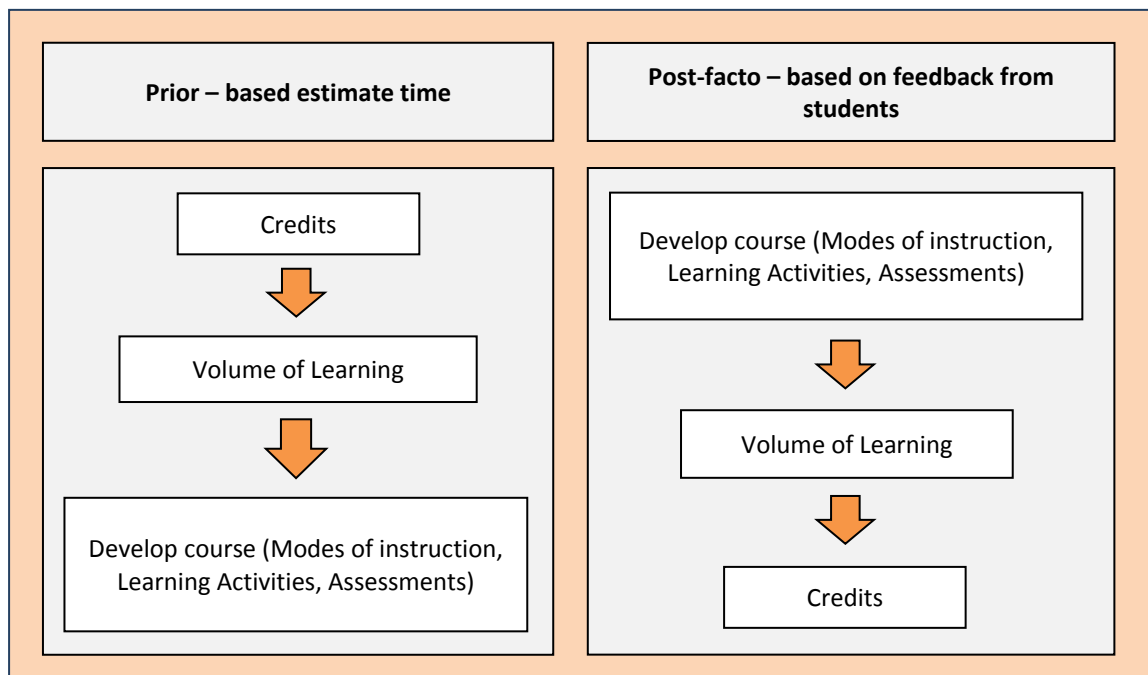 Prior – based estimate time
Credits
Volume of Learning
Develop course (Modes of instruction,
Learning Activities, Assessments)
Post-facto – based on feedback from
students
Develop course (Modes of instruction,
Learning Activities, Assessments)
Volume of Learning
Credits